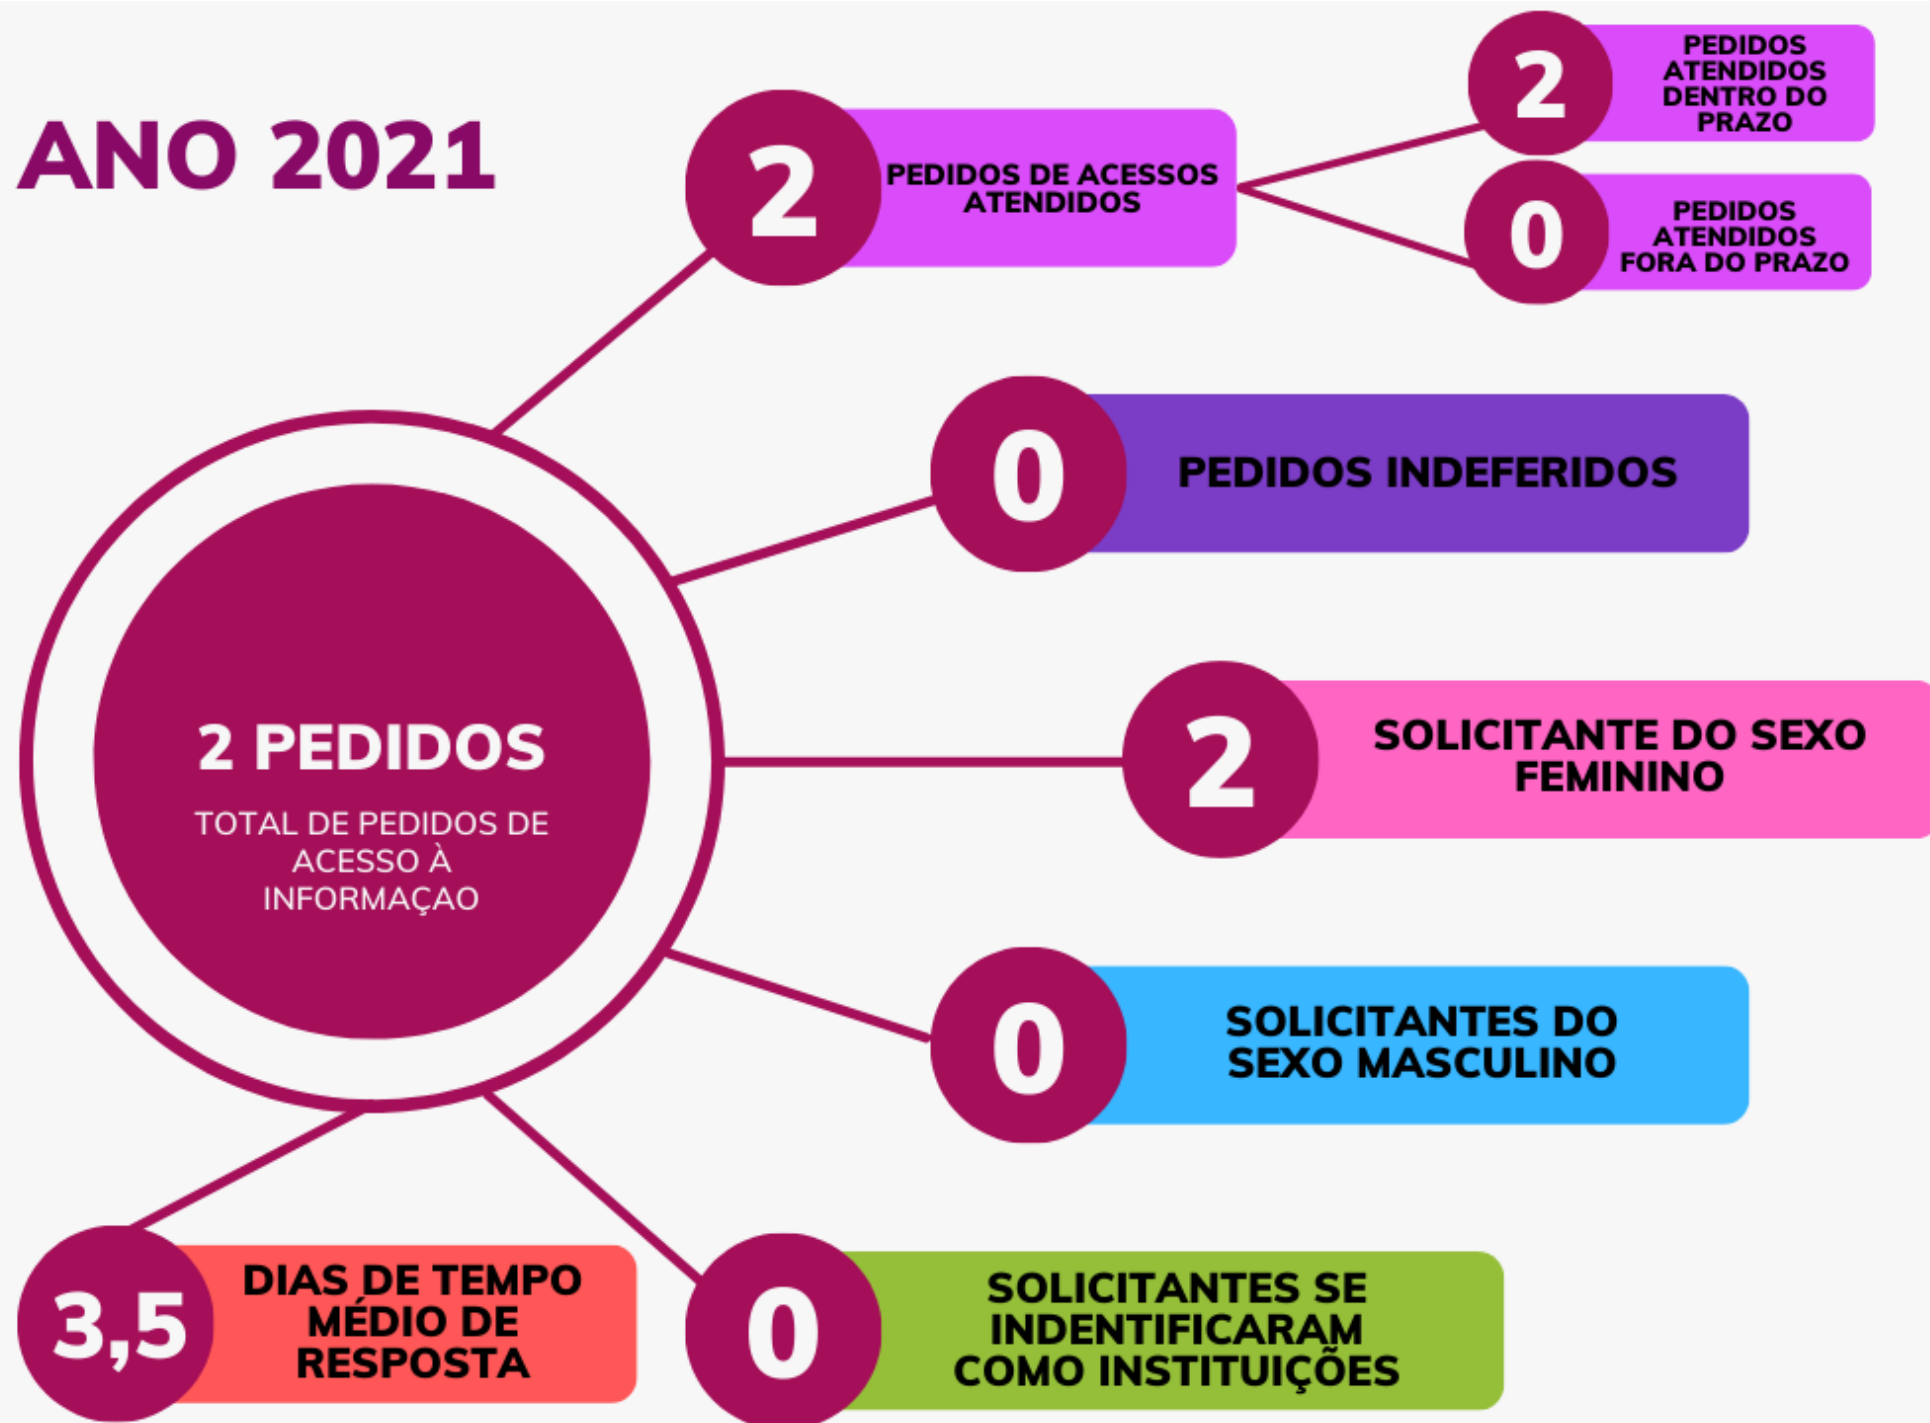 ANO 2021
2
PEDIDOS DE ACESSOS
ATENDIDOS
2
PEDIDOS
ATENDIDOS
DENTRO DO
PRAZO
0
PEDIDOS
ATENDIDOS
FORA DO PRAZO
0
PEDIDOS INDEFERIDOS
2 PEDIDOS
TOTAL DE PEDIDOS DE
ACESSO À
INFORMAÇAO
2
SOLICITANTE DO SEXO
FEMININO
0
SOLICITANTES DO
SEXO MASCULINO
3,5
DIAS DE TEMPO
MÉDIO DE
RESPOSTA
0
SOLICITANTES SE
INDENTIFICARAM
COMO INSTITUIÇÕES